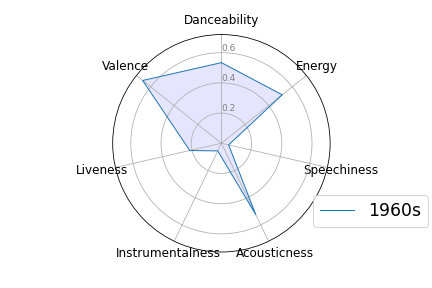 Danceability
0.6
Valence
Energy
0.4
0.2
Liveness
Speechiness
1960s
Instrumentalness
Acousticness